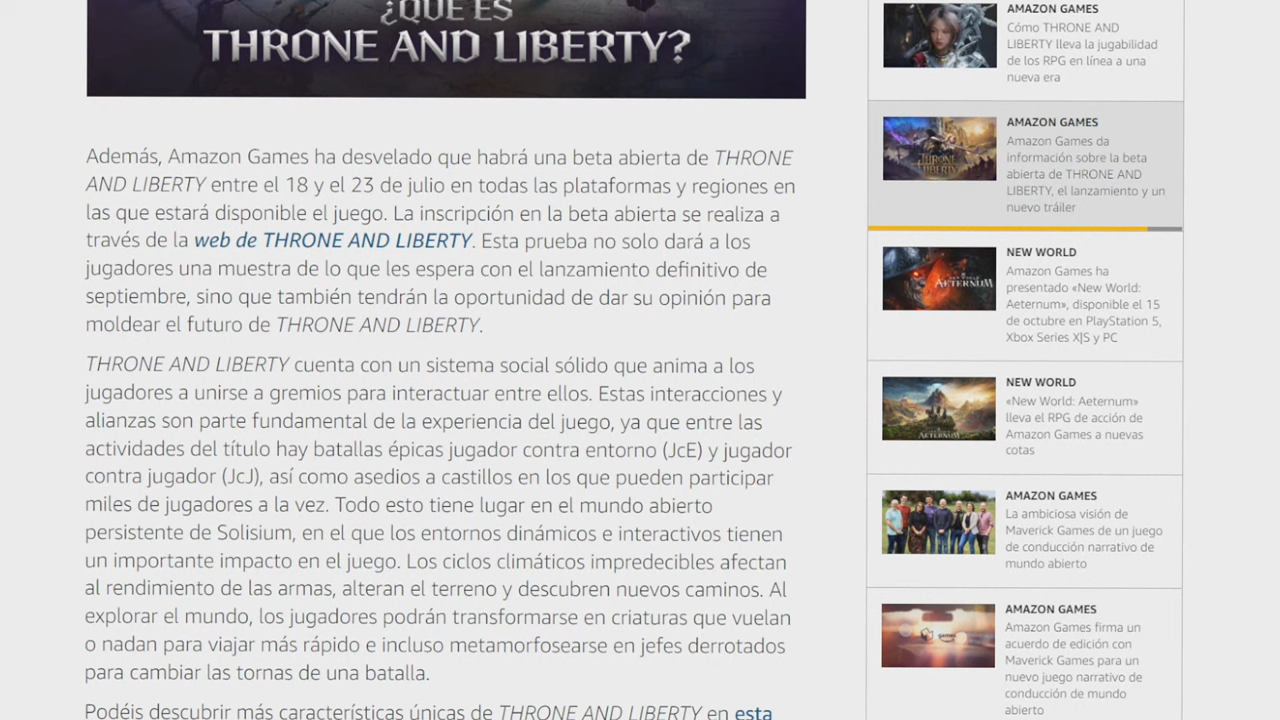 ¿QUÉ ES
THRONE AND LIBERTY?
Además, Amazon Games ha desvelado que habrá una beta abierta de THRONE
AND LIBERTY entre el 18 y el 23 de julio en todas las plataformas y regiones en
las que estará disponible el juego. La inscripción en la beta abierta se realiza a
través de la web de THRONE AND LIBERTY. Esta prueba no solo dará a los
jugadores una muestra de lo que les espera con el lanzamiento definitivo de
septiembre, sino que también tendrán la oportunidad de dar su opinión para
moldear el futuro de THRONE AND LIBERTY.
THRONE AND LIBERTY cuenta con un sistema social sólido que anima a los
jugadores a unirse a gremios para interactuar entre ellos. Estas interacciones y
alianzas son parte fundamental de la experiencia del juego, ya que entre las
actividades del título hay batallas épicas jugador contra entorno (JcE) y jugador
contra jugador (JcJ), así como asedios a castillos en los que pueden participar
miles de jugadores a la vez. Todo esto tiene lugar en el mundo abierto
persistente de Solisium, en el que los entornos dinámicos e interactivos tienen
un importante impacto en el juego. Los ciclos climáticos impredecibles afectan
al rendimiento de las armas, alteran el terreno y descubren nuevos caminos. Al
explorar el mundo, los jugadores podrán transformarse en criaturas que vuelan
o nadan para viajar más rápido e incluso metamorfosearse en jefes derrotados
para cambiar las tornas de una batalla.
Podéis descubrir más características únicas de THRONE AND LIBERTY en esta
AMAZON GAMES
Cómo THRONE AND
LIBERTY lleva la jugabilidad
de los RPG en línea a una
nueva era
THRONE
LIBERTY
AMAZON GAMES
Amazon Games da
información sobre la beta
abierta de THRONE AND
LIBERTY, el lanzamiento y un
nuevo tráiler
NEW WORLD
AETERNUM
NEW WORLD
Amazon Games ha
presentado «New World:
Aeternum», disponible el 15
de octubre en PlayStation 5,
Xbox Series X|S y PC
AETERNUM
NEW WORLD
«New World: Aeternum»
lleva el RPG de acción de
Amazon Games a nuevas
cotas
AMAZON GAMES
La ambiciosa visión de
Maverick Games de un juego
de conducción narrativo de
mundo abierto
games
AMAZON GAMES
Amazon Games firma un
acuerdo de edición con
Maverick Games para un
nuevo juego narrativo de
conducción de mundo
abierto